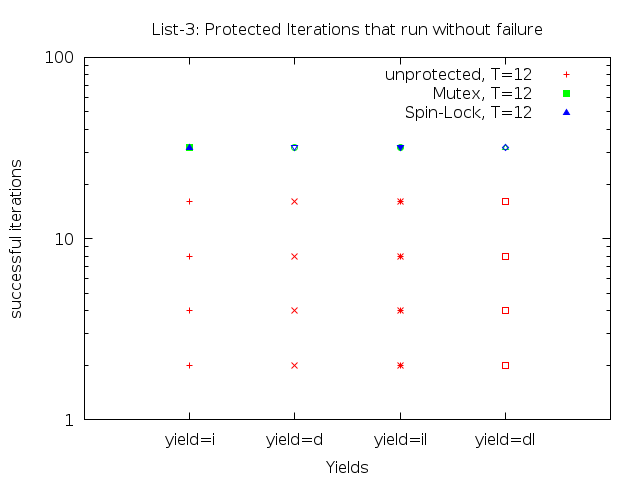 List-3: Protected Iterations that run without failure
100
unprotected, T=12
Mutex, T=12
Spin-Lock, T=12
successful iterations
10
1
yield=i yield=d yield=il yield=dl
Yields